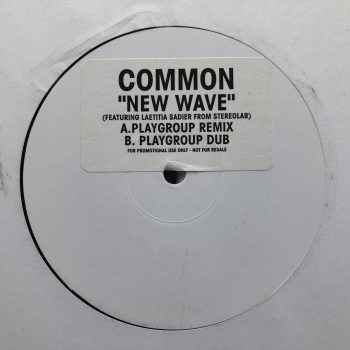 COMMON
"NEW WAVE"
(FEATURING LAETITIA SADIER FROM STEREOLAB)
A.PLAYGROUP REMIX
B. PLAYGROUP DUB
FOR PROMOTIONAL USE ONLY - NOT FOR RESALE